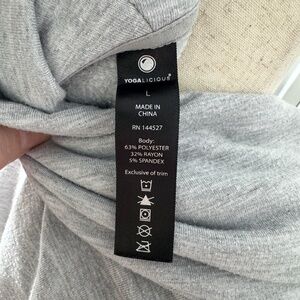 YOGALICIOUS
L
MADE IN
CHINA
RN 144527
Body:
63% POLYESTER
32% RAYON
5% SPANDEX
Exclusive of trim